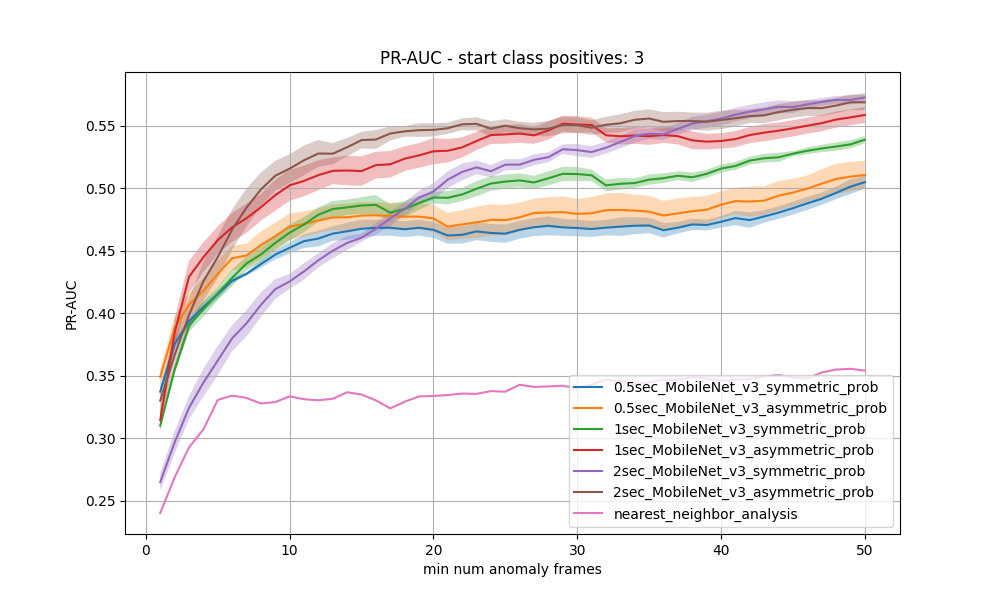 PR-AUC - start class positives: 3
PR-AUC
0.55
0.50
0.45
0.40
0.35
0.30
0.25
0.5sec_MobileNet_v3_symmetric_prob
0.5sec_MobileNet_v3_asymmetric_prob
1sec_MobileNet_v3_symmetric_prob
1sec_MobileNet_v3_asymmetric_prob
2sec_MobileNet_v3_symmetric_prob
2sec_MobileNet_v3_asymmetric_prob
nearest_neighbor_analysis
0 10 20 30 40 50
min num anomaly frames